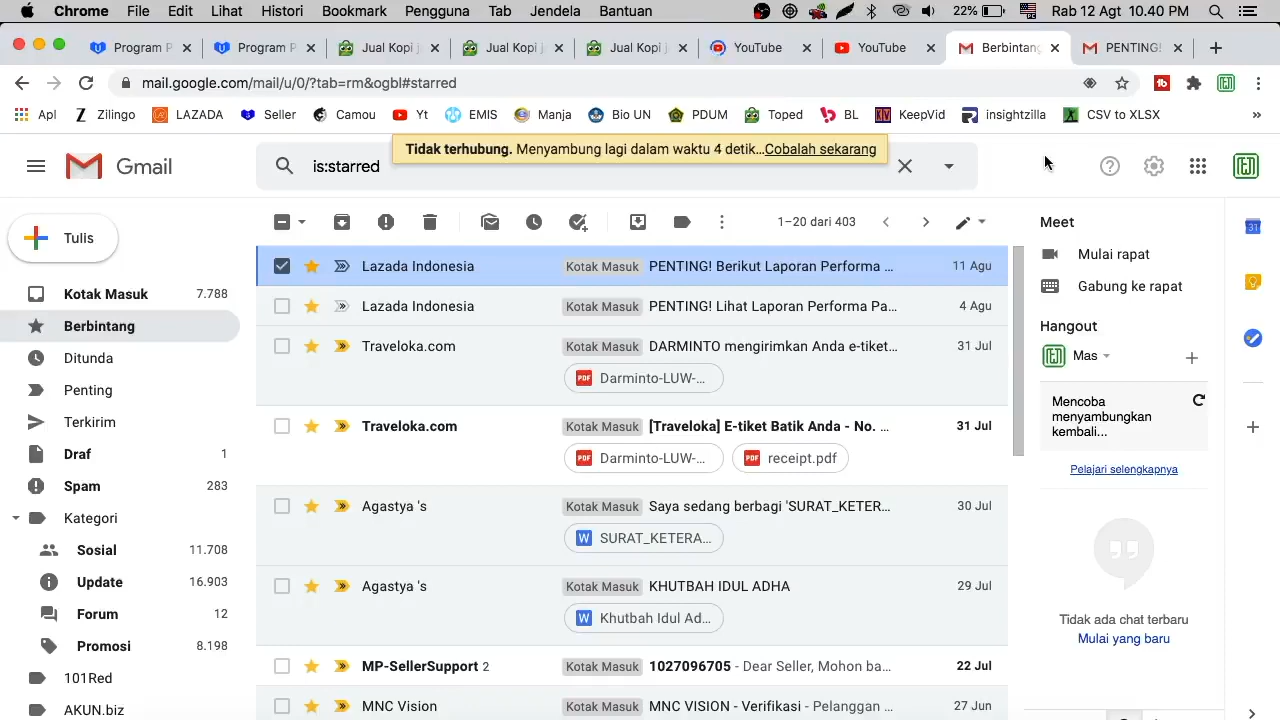 Chrome File Edit Lihat Histori Bookmark Pengguna Tab Jendela Bantuan 22% Rab 12 Agt 10.40 PM
Program P Program P Jual Kopi j Jual Kopi j Jual Kopi j YouTube YouTube Berbintang PENTING!
mail.google.com/mail/u/0/?tab=rm&ogbl#starred
Apl Zilingo LAZADA Seller Camou Yt EMIS Manja Bio UN PDUM Toped BL KeepVid insightzilla CSV to XLSX »
Tidak terhubung. Menyambung lagi dalam waktu 4 detik... Cobalah sekarang
Gmail
is:starred
Tulis
1–20 dari 403
Kotak Masuk 7.788
Berbintang
Ditunda
Penting
Terkirim
Draf 1
Spam 283
Kategori
Sosial 11.708
Update 16.903
Forum 12
Promosi 8.198
101Red
AKUN.biz
Lazada Indonesia Kotak Masuk PENTING! Berikut Laporan Performa ... 11 Agu
Lazada Indonesia Kotak Masuk PENTING! Lihat Laporan Performa Pa... 4 Agu
Traveloka.com Kotak Masuk DARMINTO mengirimkan Anda e-tiket... 31 Jul
PDF Darminto-LUW-...
Traveloka.com Kotak Masuk [Traveloka] E-tiket Batik Anda - No. ... 31 Jul
PDF Darminto-LUW-... PDF receipt.pdf
Agastya 's Kotak Masuk Saya sedang berbagi 'SURAT_KETER... 30 Jul
W SURAT_KETERA...
Agastya 's Kotak Masuk KHUTBAH IDUL ADHA 29 Jul
W Khutbah Idul Ad...
MP-SellerSupport 2 Kotak Masuk 1027096705 - Dear Seller, Mohon ba... 22 Jul
MNC Vision Kotak Masuk MNC VISION - Verifikasi - Pelanggan ... 27 Jun
Meet
Mulai rapat
Gabung ke rapat
Hangout
Mas
Mencoba
menyambungkan
kembali...
Pelajari selengkapnya
Tidak ada chat terbaru
Mulai yang baru
31